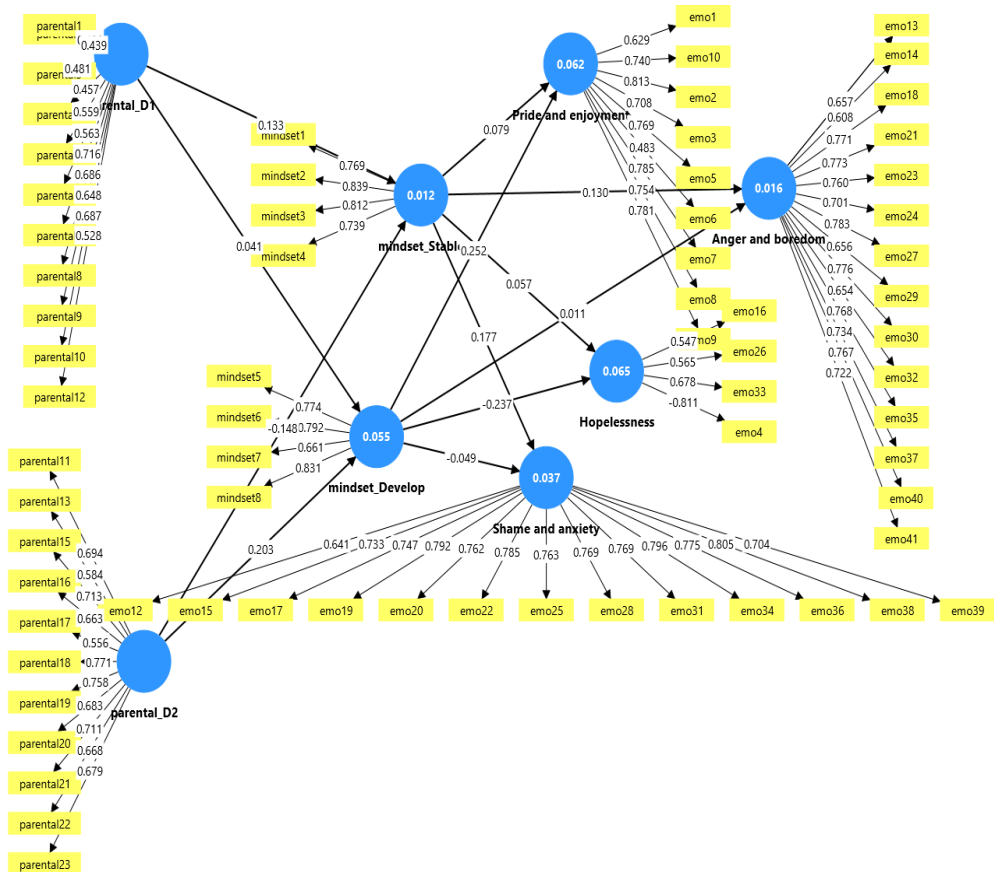 parental1
0.439
0.481
0.457
0.559
0.563
0.716
0.686
0.648
0.687
0.528
parental8
parental9
parental10
parental12
0.133
0.041
mindset1
mindset2
mindset3
mindset4
0.769
0.839
0.812
0.739
0.012
0.079
0.130
0.252
0.057
0.177
0.011
0.062
Pride and enjoyment
0.629
0.740
0.813
0.708
0.769
0.483
0.785
0.754
0.781
emo1
emo10
emo2
emo3
emo5
emo6
emo7
emo8
0.016
Anger and boredom
0.657
0.608
0.771
0.773
0.760
0.701
0.783
0.656
0.776
0.654
0.768
0.734
0.767
0.722
emo13
emo14
emo18
emo21
emo23
emo24
emo27
emo29
emo30
emo32
emo35
emo37
emo40
emo41
0.065
Hopelessness
0.547
0.565
0.678
-0.811
emo16
emo26
emo33
emo4
mindset5
mindset6
mindset7
mindset8
0.774
0.792
0.661
0.831
-0.148
0.055
mindset_Develop
-0.237
-0.049
0.203
0.037
Shame and anxiety
0.641
0.733
0.747
0.792
0.762
0.785
0.763
0.769
0.769
0.796
0.775
0.805
0.704
emo12
emo15
emo17
emo19
emo20
emo22
emo25
emo28
emo31
emo34
emo36
emo38
emo39
parental11
parental13
parental15
parental16
parental17
parental18
parental19
parental20
parental21
parental22
parental23
0.694
0.584
0.713
0.663
0.556
0.771
0.758
0.683
0.711
0.668
0.679
parental_D2